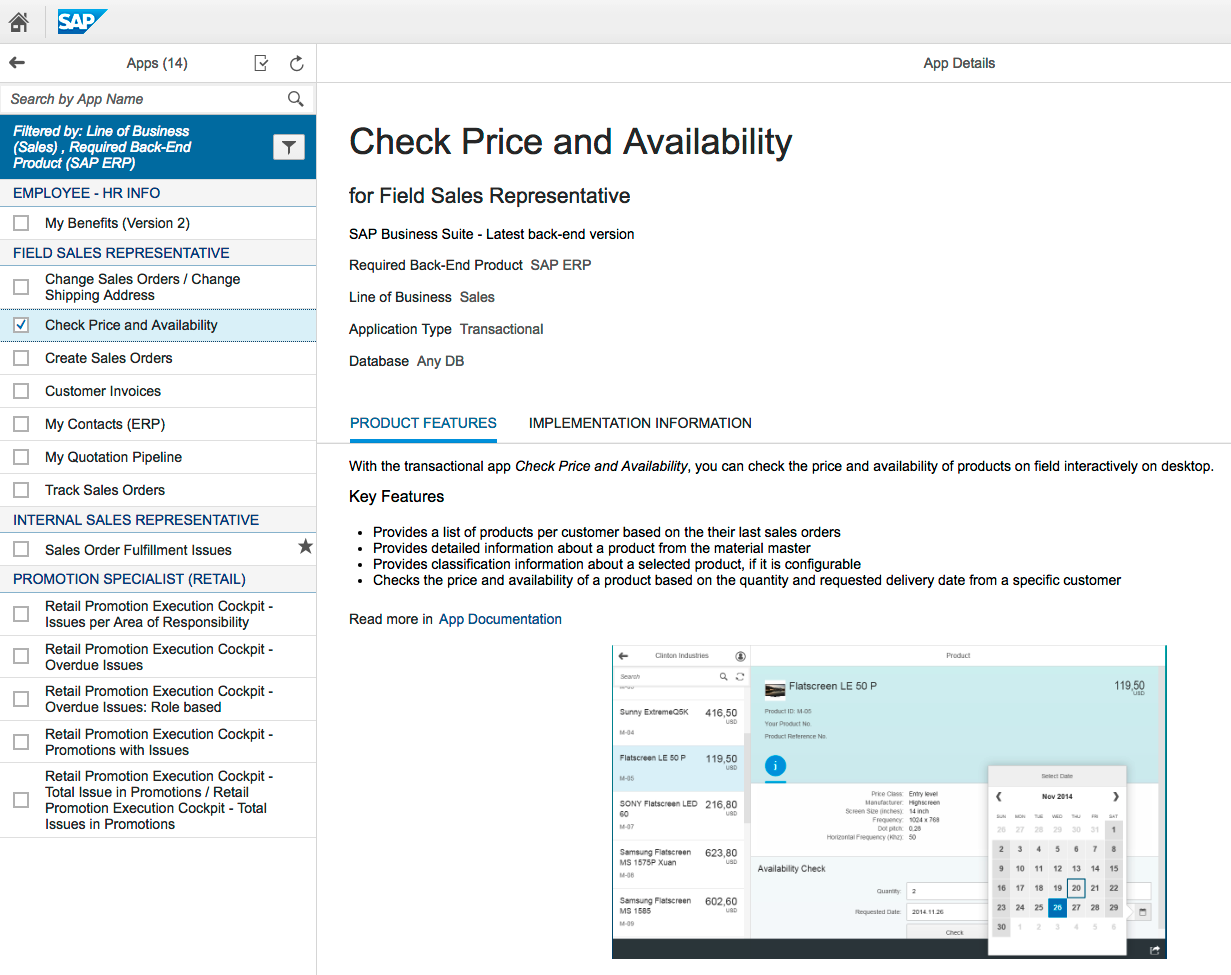 SAP
Apps (14)
App Details
Search by App Name
Filtered by: Line of Business
(Sales) , Required Back-End
Product (SAP ERP)
EMPLOYEE - HR INFO
My Benefits (Version 2)
FIELD SALES REPRESENTATIVE
Change Sales Orders / Change
Shipping Address
Check Price and Availability
Create Sales Orders
Customer Invoices
My Contacts (ERP)
My Quotation Pipeline
Track Sales Orders
INTERNAL SALES REPRESENTATIVE
Sales Order Fulfillment Issues
PROMOTION SPECIALIST (RETAIL)
Retail Promotion Execution Cockpit -
Issues per Area of Responsibility
Retail Promotion Execution Cockpit -
Overdue Issues
Retail Promotion Execution Cockpit -
Overdue Issues: Role based
Retail Promotion Execution Cockpit -
Promotions with Issues
Retail Promotion Execution Cockpit -
Total Issue in Promotions / Retail
Promotion Execution Cockpit - Total
Issues in Promotions
Check Price and Availability
for Field Sales Representative
SAP Business Suite - Latest back-end version
Required Back-End Product SAP ERP
Line of Business Sales
Application Type Transactional
Database Any DB
PRODUCT FEATURES IMPLEMENTATION INFORMATION
With the transactional app Check Price and Availability, you can check the price and availability of products on field interactively on desktop.
Key Features
• Provides a list of products per customer based on the their last sales orders
• Provides detailed information about a product from the material master
• Provides classification information about a selected product, if it is configurable
• Checks the price and availability of a product based on the quantity and requested delivery date from a specific customer
Read more in App Documentation
Clinton Industries
Product
Search
Sunny ExtremeQ5K 416,50
USD
M-04
Flatscreen LE 50 P 119,50
USD
M-05
SONY Flatscreen LED 216,80
60 USD
M-07
Samsung Flatscreen 623,80
MS 1575P Xuan USD
M-08
Samsung Flatscreen 602,60
MS 1585 USD
M-09
Flatscreen LE 50 P 119,50
USD
Product ID: M-05
Your Product No.
Product Reference No.
i
Price Class: Entry level
Manufacturer: Highscreen
Screen Size (inches): 14 inch
Frequency: 1024 x 768
Dot pitch: 0,28
Horizontal Frequency (Khz): 50
Availability Check
Quantity: 2
Requested Date: 2014.11.26
Check
Select Date
Nov 2014
SUN MON TUE WED THU FRI SAT
26 27 28 29 30 31 1
2 3 4 5 6 7 8
9 10 11 12 13 14 15
16 17 18 19 20 21 22
23 24 25 26 27 28 29
30 1 2 3 4 5 6